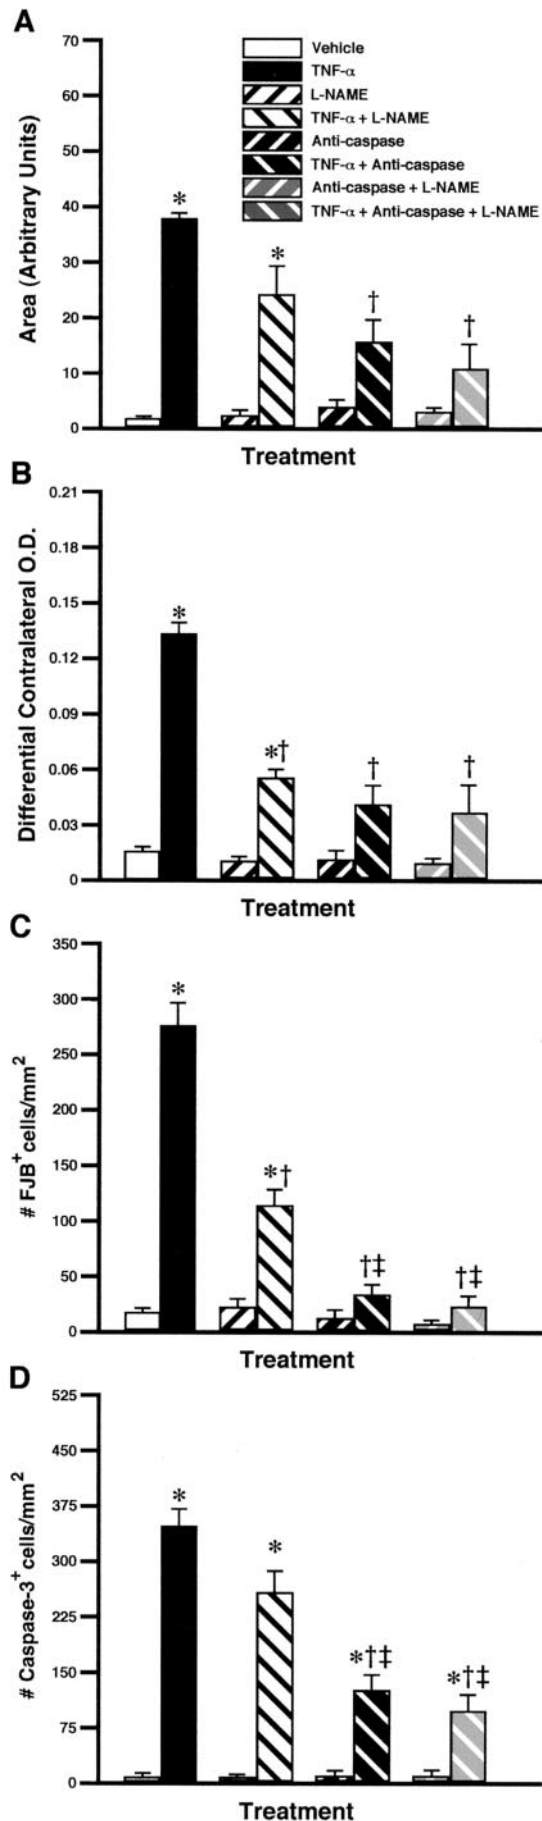 A
70
60
50
40
30
20
10
0
Area (Arbitrary Units)
Vehicle
TNF-α
L-NAME
TNF-α + L-NAME
Anti-caspase
TNF-α + Anti-caspase
Anti-caspase + L-NAME
TNF-α + Anti-caspase + L-NAME
*
*
†
†
Treatment
B
0.21
0.18
0.15
0.12
0.09
0.06
0.03
0
Differential Contralateral O.D.
*
*†
†
†
Treatment
C
350
300
250
200
150
100
50
0
# FJB⁺ cells/mm²
*
*†
†‡
†‡
Treatment
D
525
450
375
300
225
150
75
0
# Caspase-3⁺ cells/mm²
*
*
*†‡
*†‡
Treatment